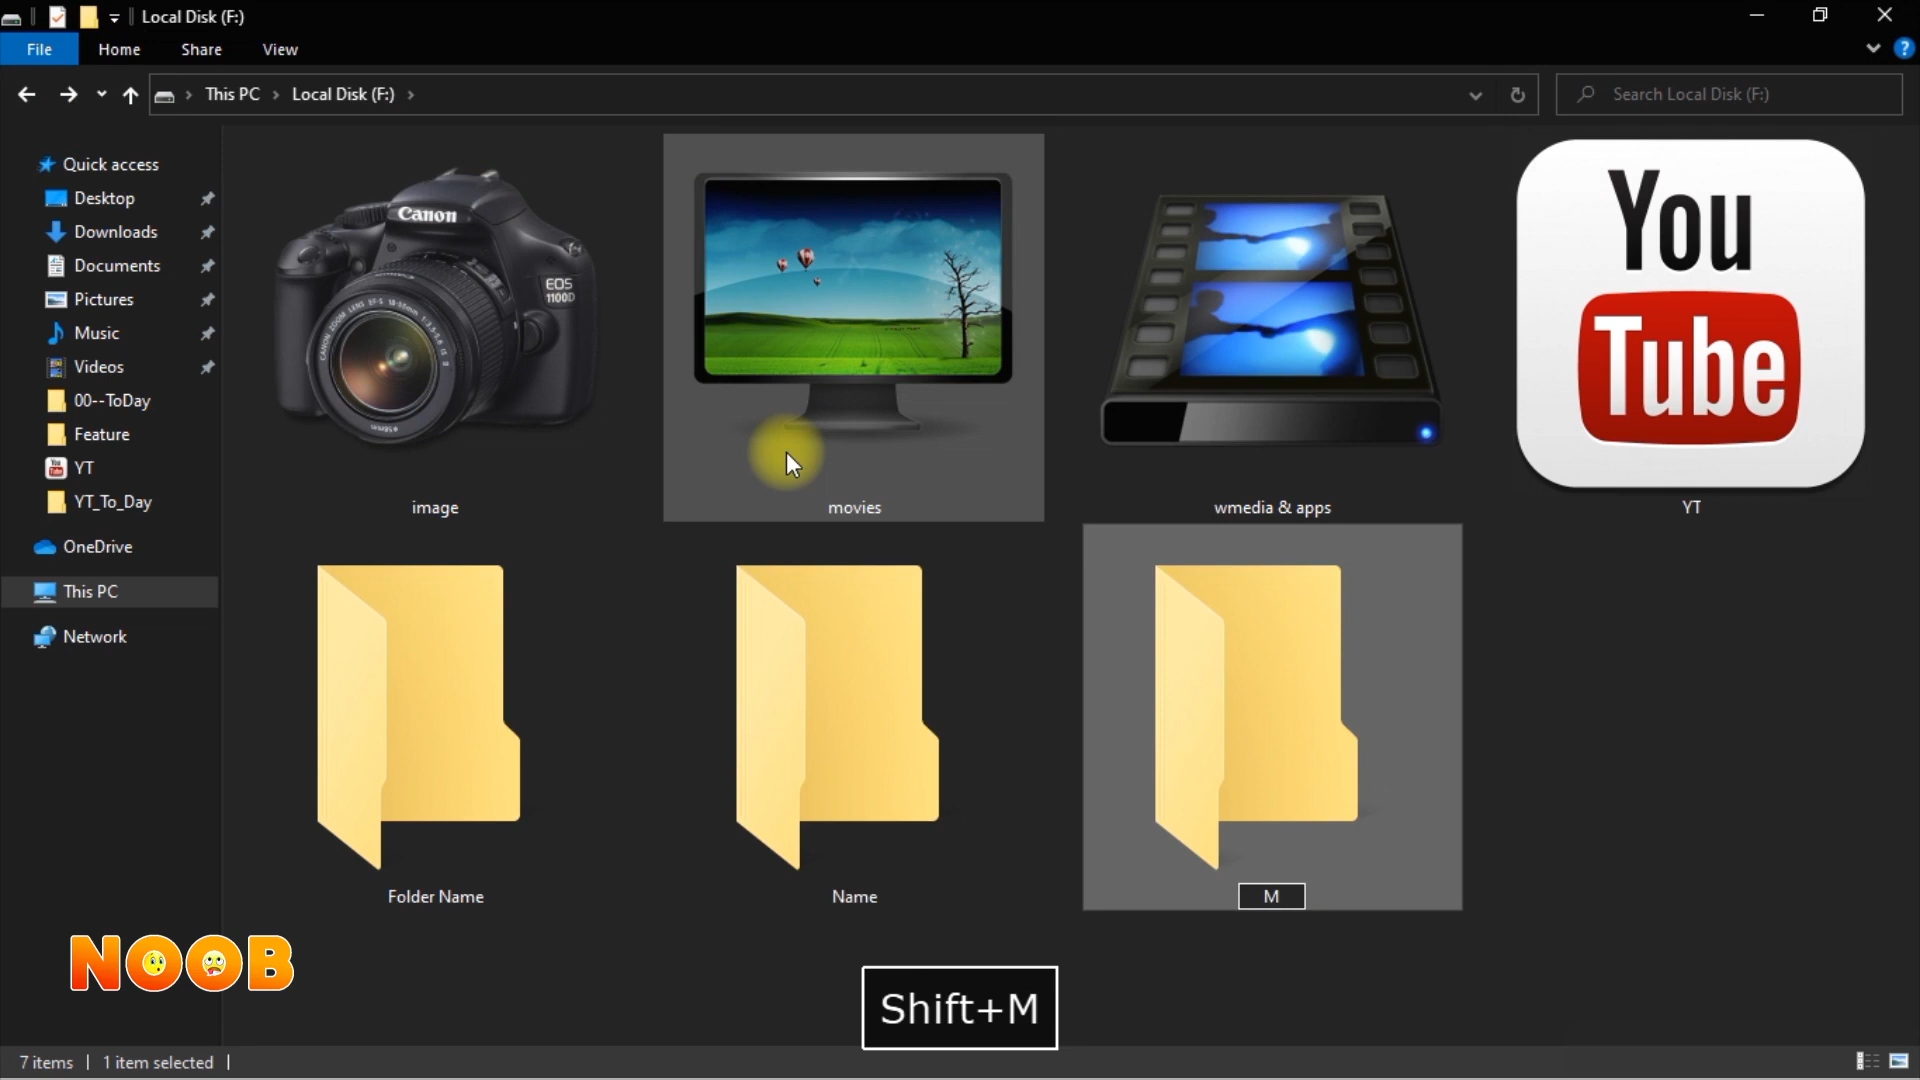 Local Disk (F:)
File
Home
Share
View
This PC
Local Disk (F:)
Search Local Disk (F:)
Quick access
Desktop
Downloads
Documents
Pictures
Music
Videos
00--ToDay
Feature
YT
YT_To_Day
OneDrive
This PC
Network
Canon
EOS
1100D
You
Tube
image
movies
wmedia & apps
YT
Folder Name
Name
M
NOOB
Shift+M
7 items
1 item selected